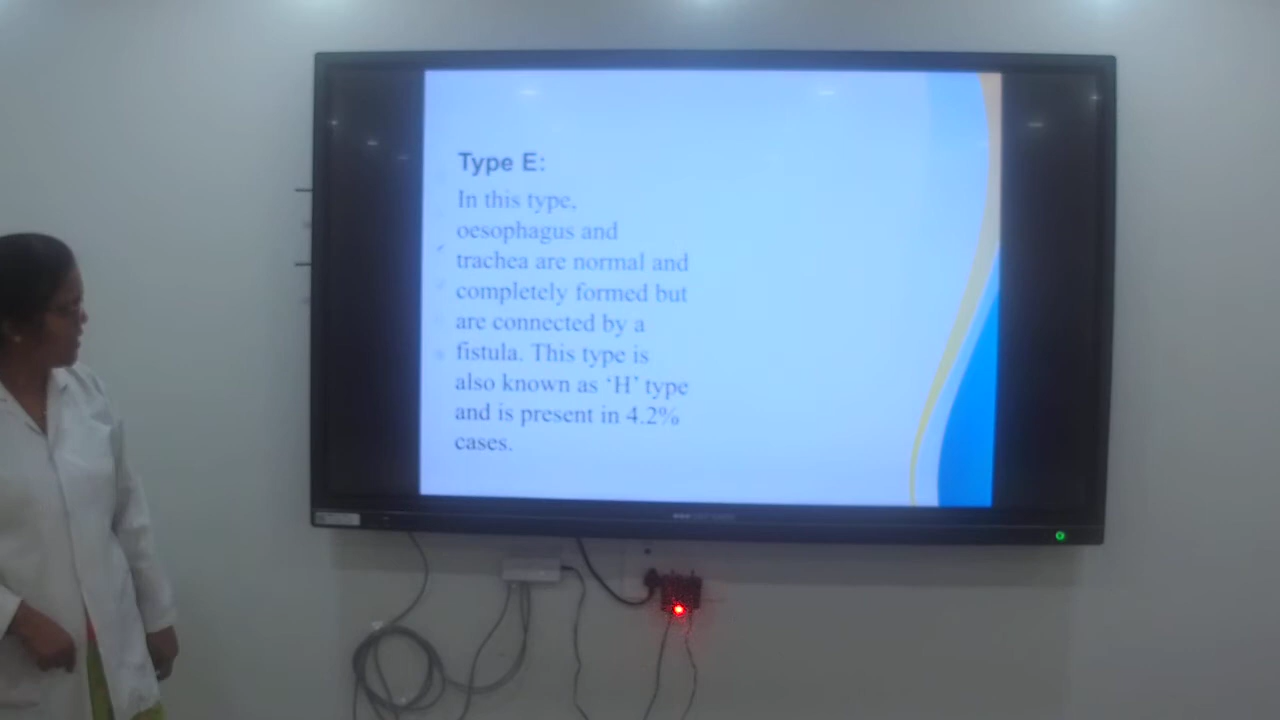 Type E:
In this type,
oesophagus and
trachea are normal and
completely formed but
are connected by a
fistula. This type is
also known as ‘H’ type
and is present in 4.2%
cases.